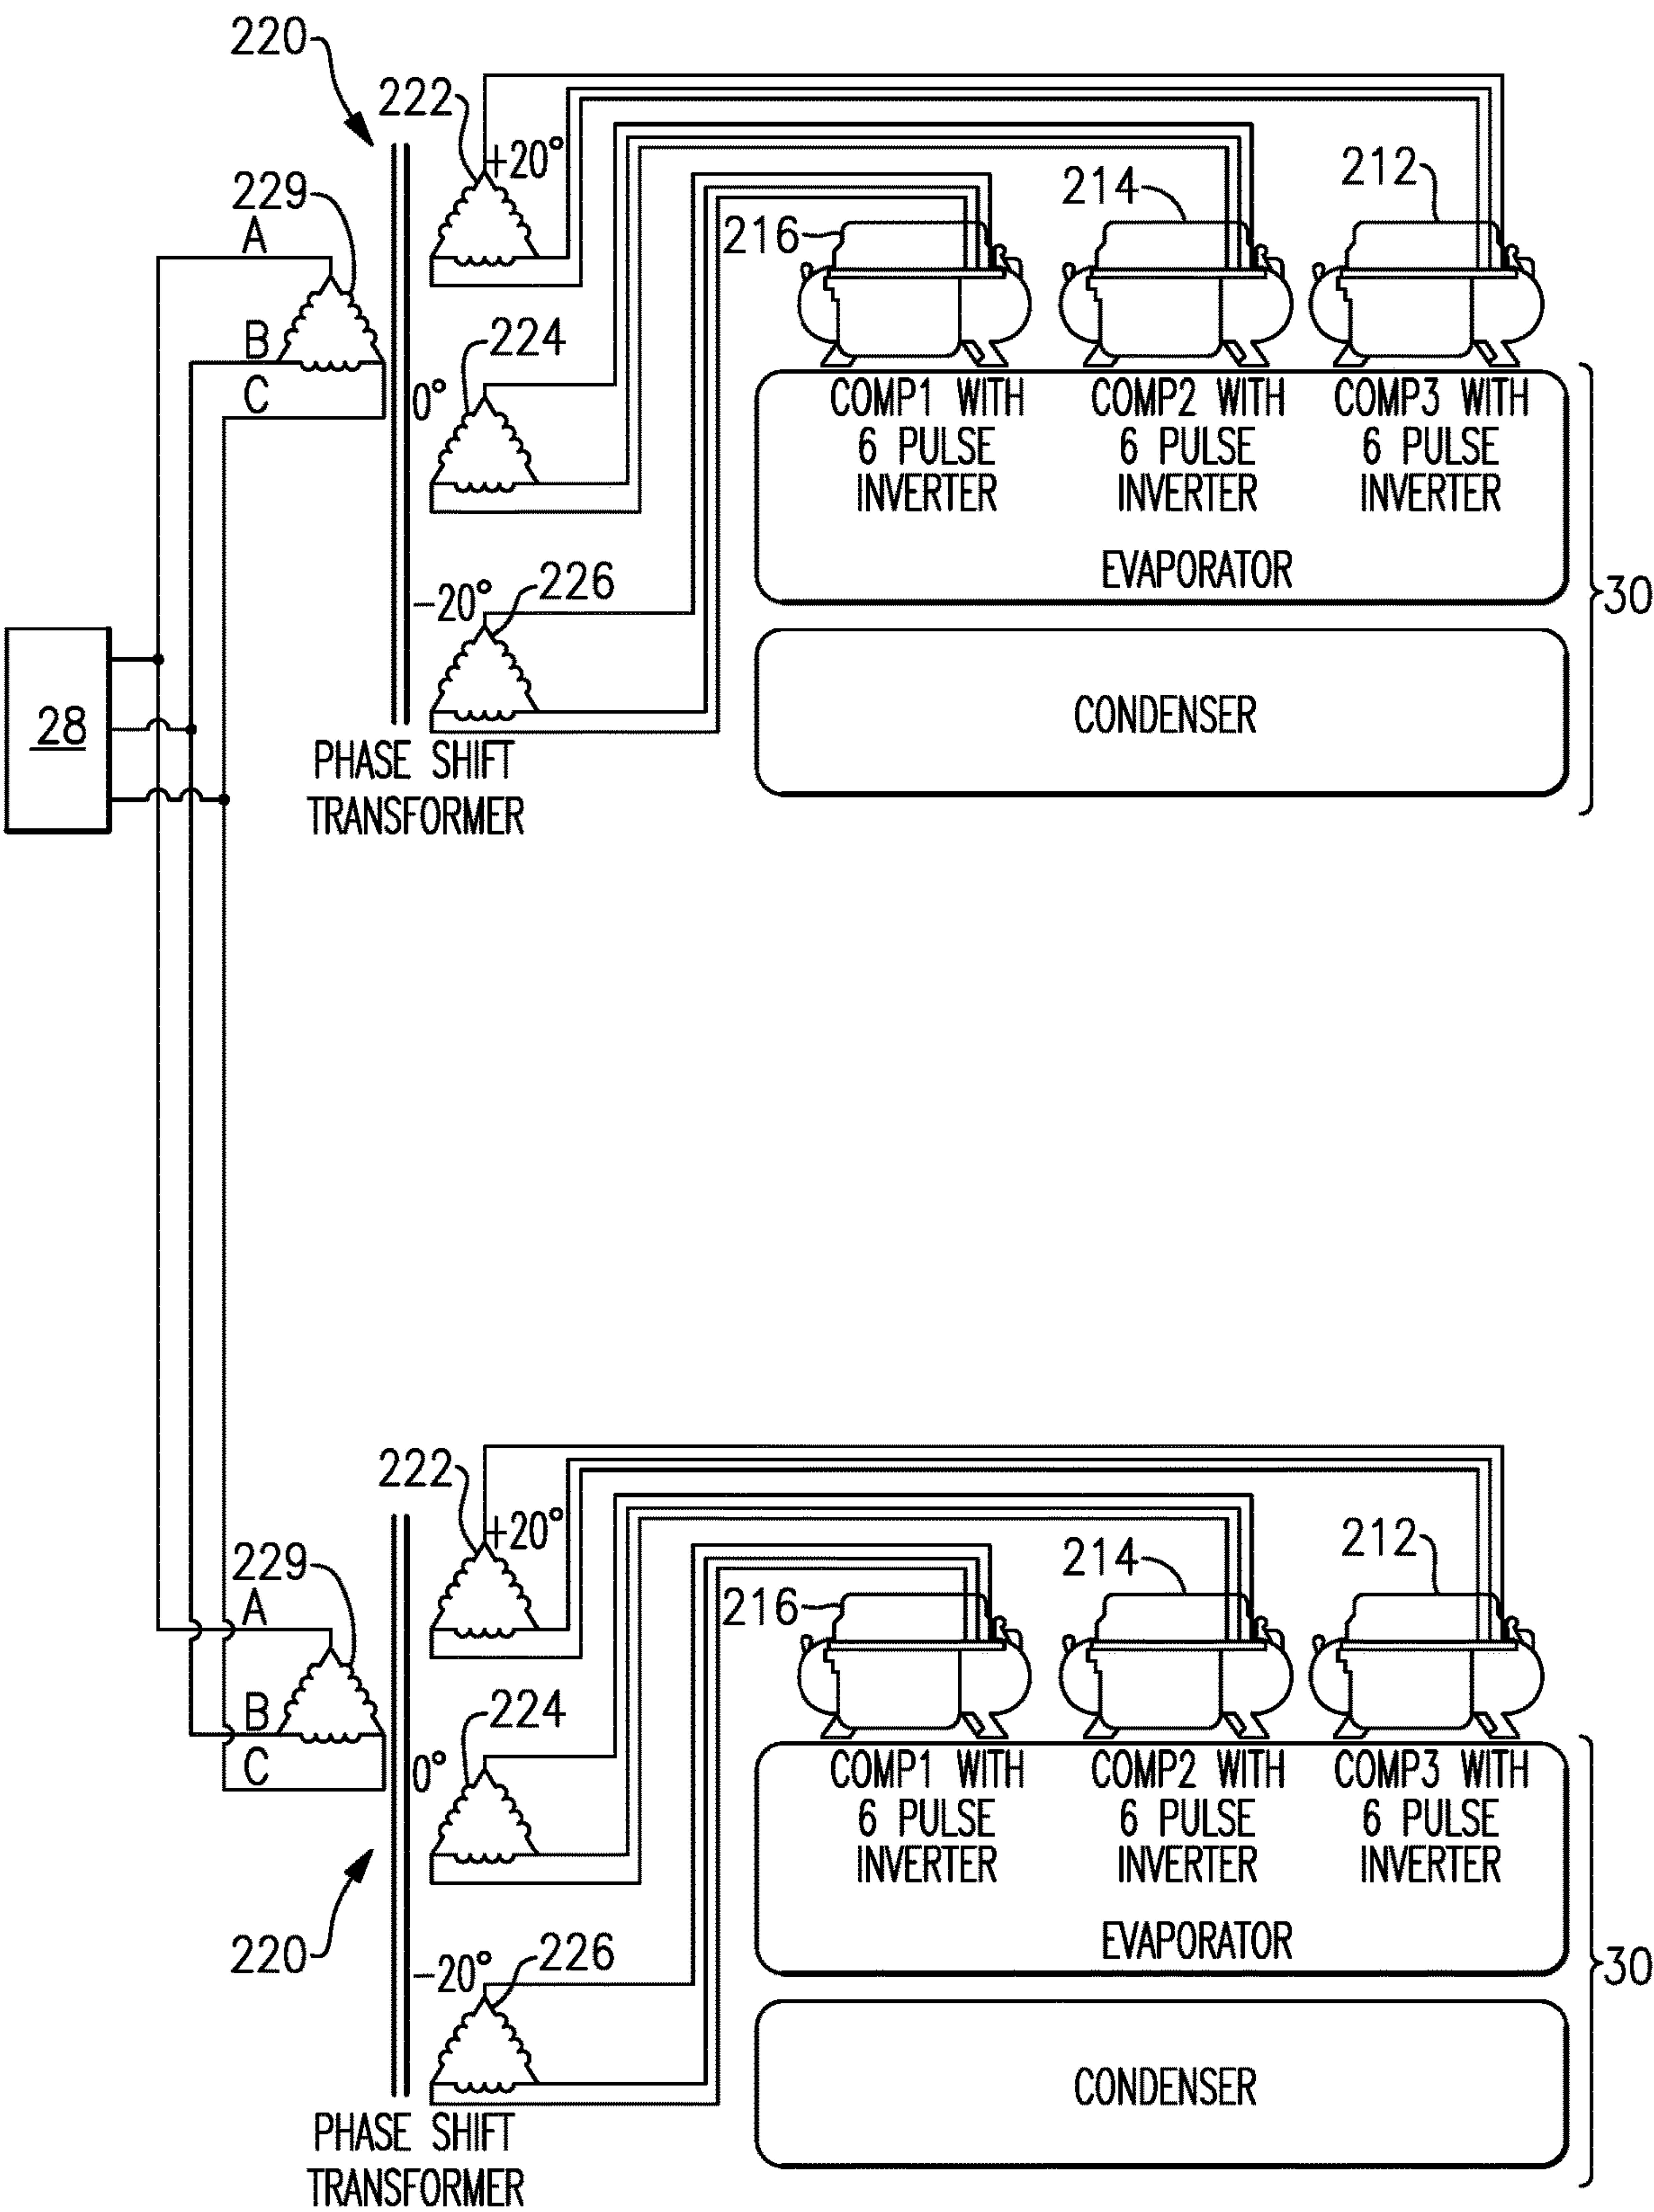 220
222
+20°
229
A
214
212
216
B
224
C
0°
COMP1 WITH
6 PULSE
INVERTER
COMP2 WITH
6 PULSE
INVERTER
COMP3 WITH
6 PULSE
INVERTER
EVAPORATOR
-20°
226
30
28
CONDENSER
PHASE SHIFT
TRANSFORMER
222
+20°
229
A
214
212
216
B
224
C
0°
COMP1 WITH
6 PULSE
INVERTER
COMP2 WITH
6 PULSE
INVERTER
COMP3 WITH
6 PULSE
INVERTER
EVAPORATOR
220
-20°
226
30
CONDENSER
PHASE SHIFT
TRANSFORMER